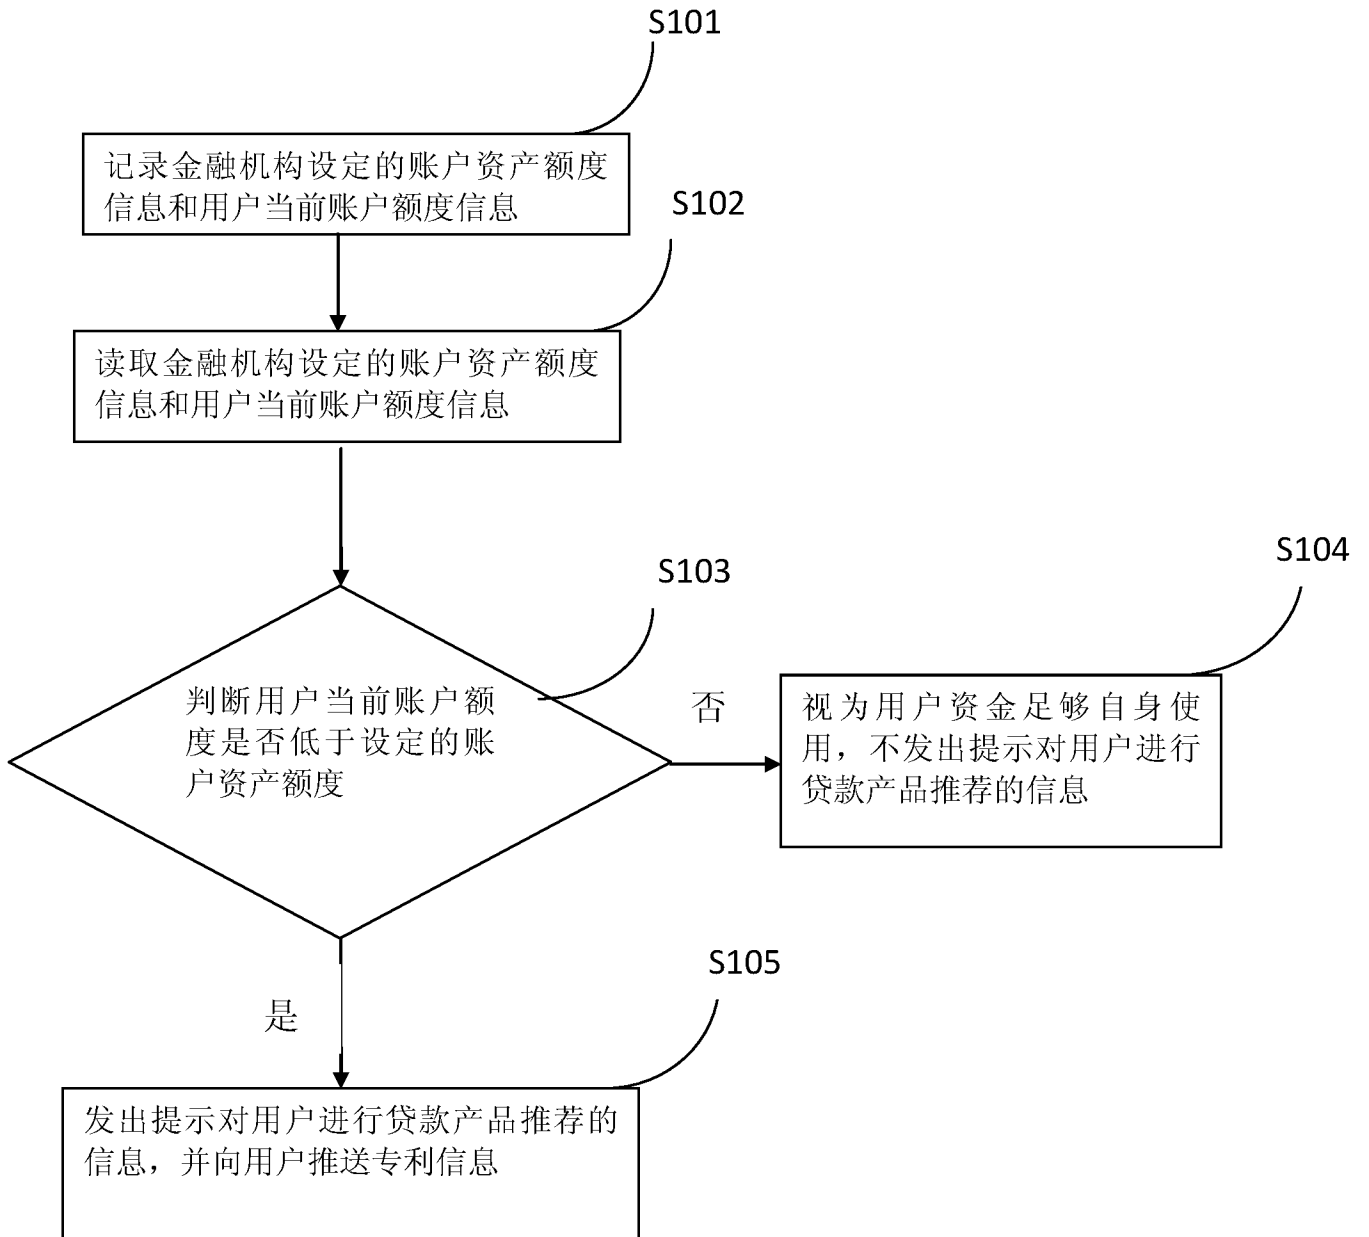 S101
记录金融机构设定的账户资产额度
信息和用户当前账户额度信息
S102
读取金融机构设定的账户资产额度
信息和用户当前账户额度信息
S103
判断用户当前账户额
度是否低于设定的账
户资产额度
否
S104
视为用户资金足够自身使
用，不发出提示对用户进行
贷款产品推荐的信息
是
S105
发出提示对用户进行贷款产品推荐的
信息，并向用户推送专利信息